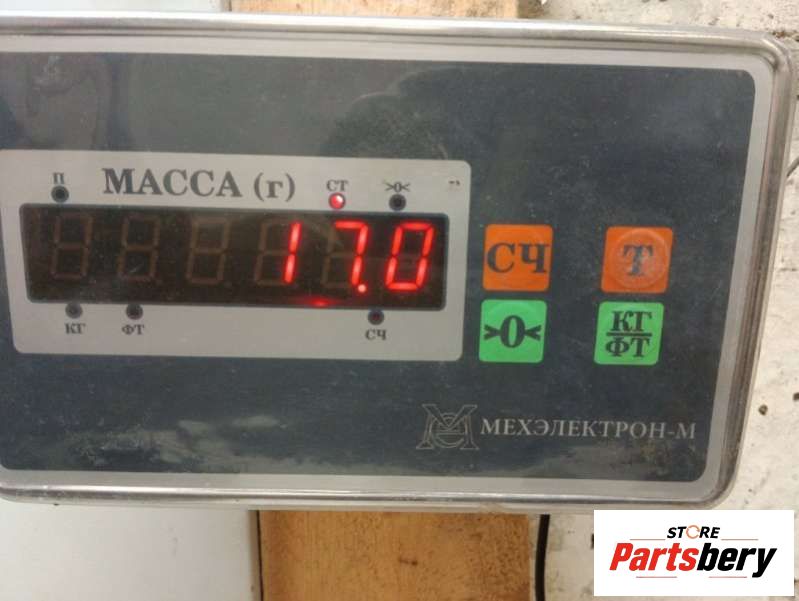 П МАССА (г) СТ >0<
17.0
КГ ФТ СЧ
СЧ Т
>0< КГ/ФТ
МЕХЭЛЕКТРОН-М
STORE
Partsbery